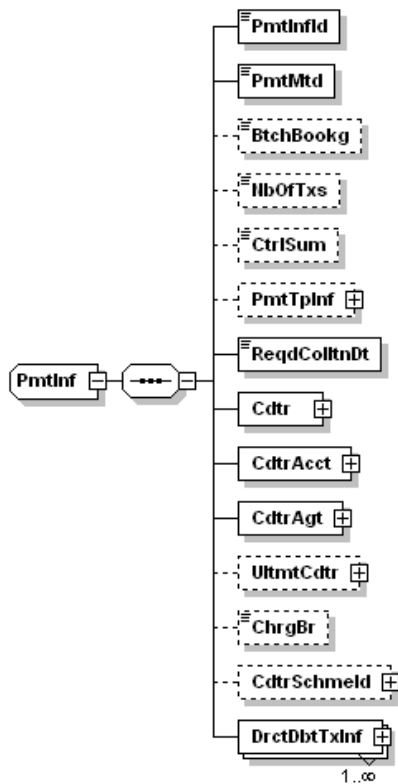 PmtInfId
PmtMtd
BtchBookg
NbOfTxs
CtrlSum
PmtTpInf
ReqdColltnDt
PmtInf
Cdtr
CdtrAcct
CdtrAgt
UltmtCdtr
ChrgBr
CdtrSchmeId
DrctDbtTxInf
1..∞